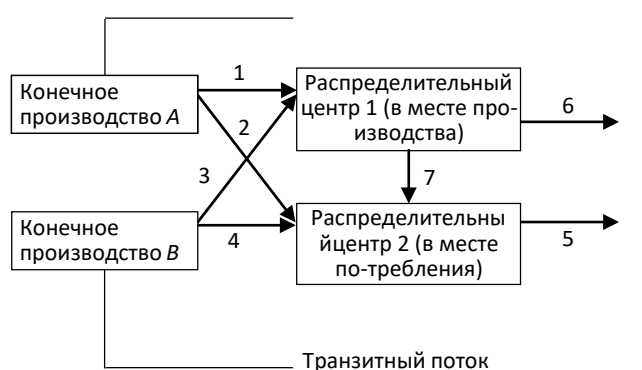 1
Конечное
производство A
Распределительный
центр 1 (в месте про-
изводства)
6
2
3
7
Конечное
производство B
4
Распределительны
йцентр 2 (в месте
по-требления)
5
Транзитный поток